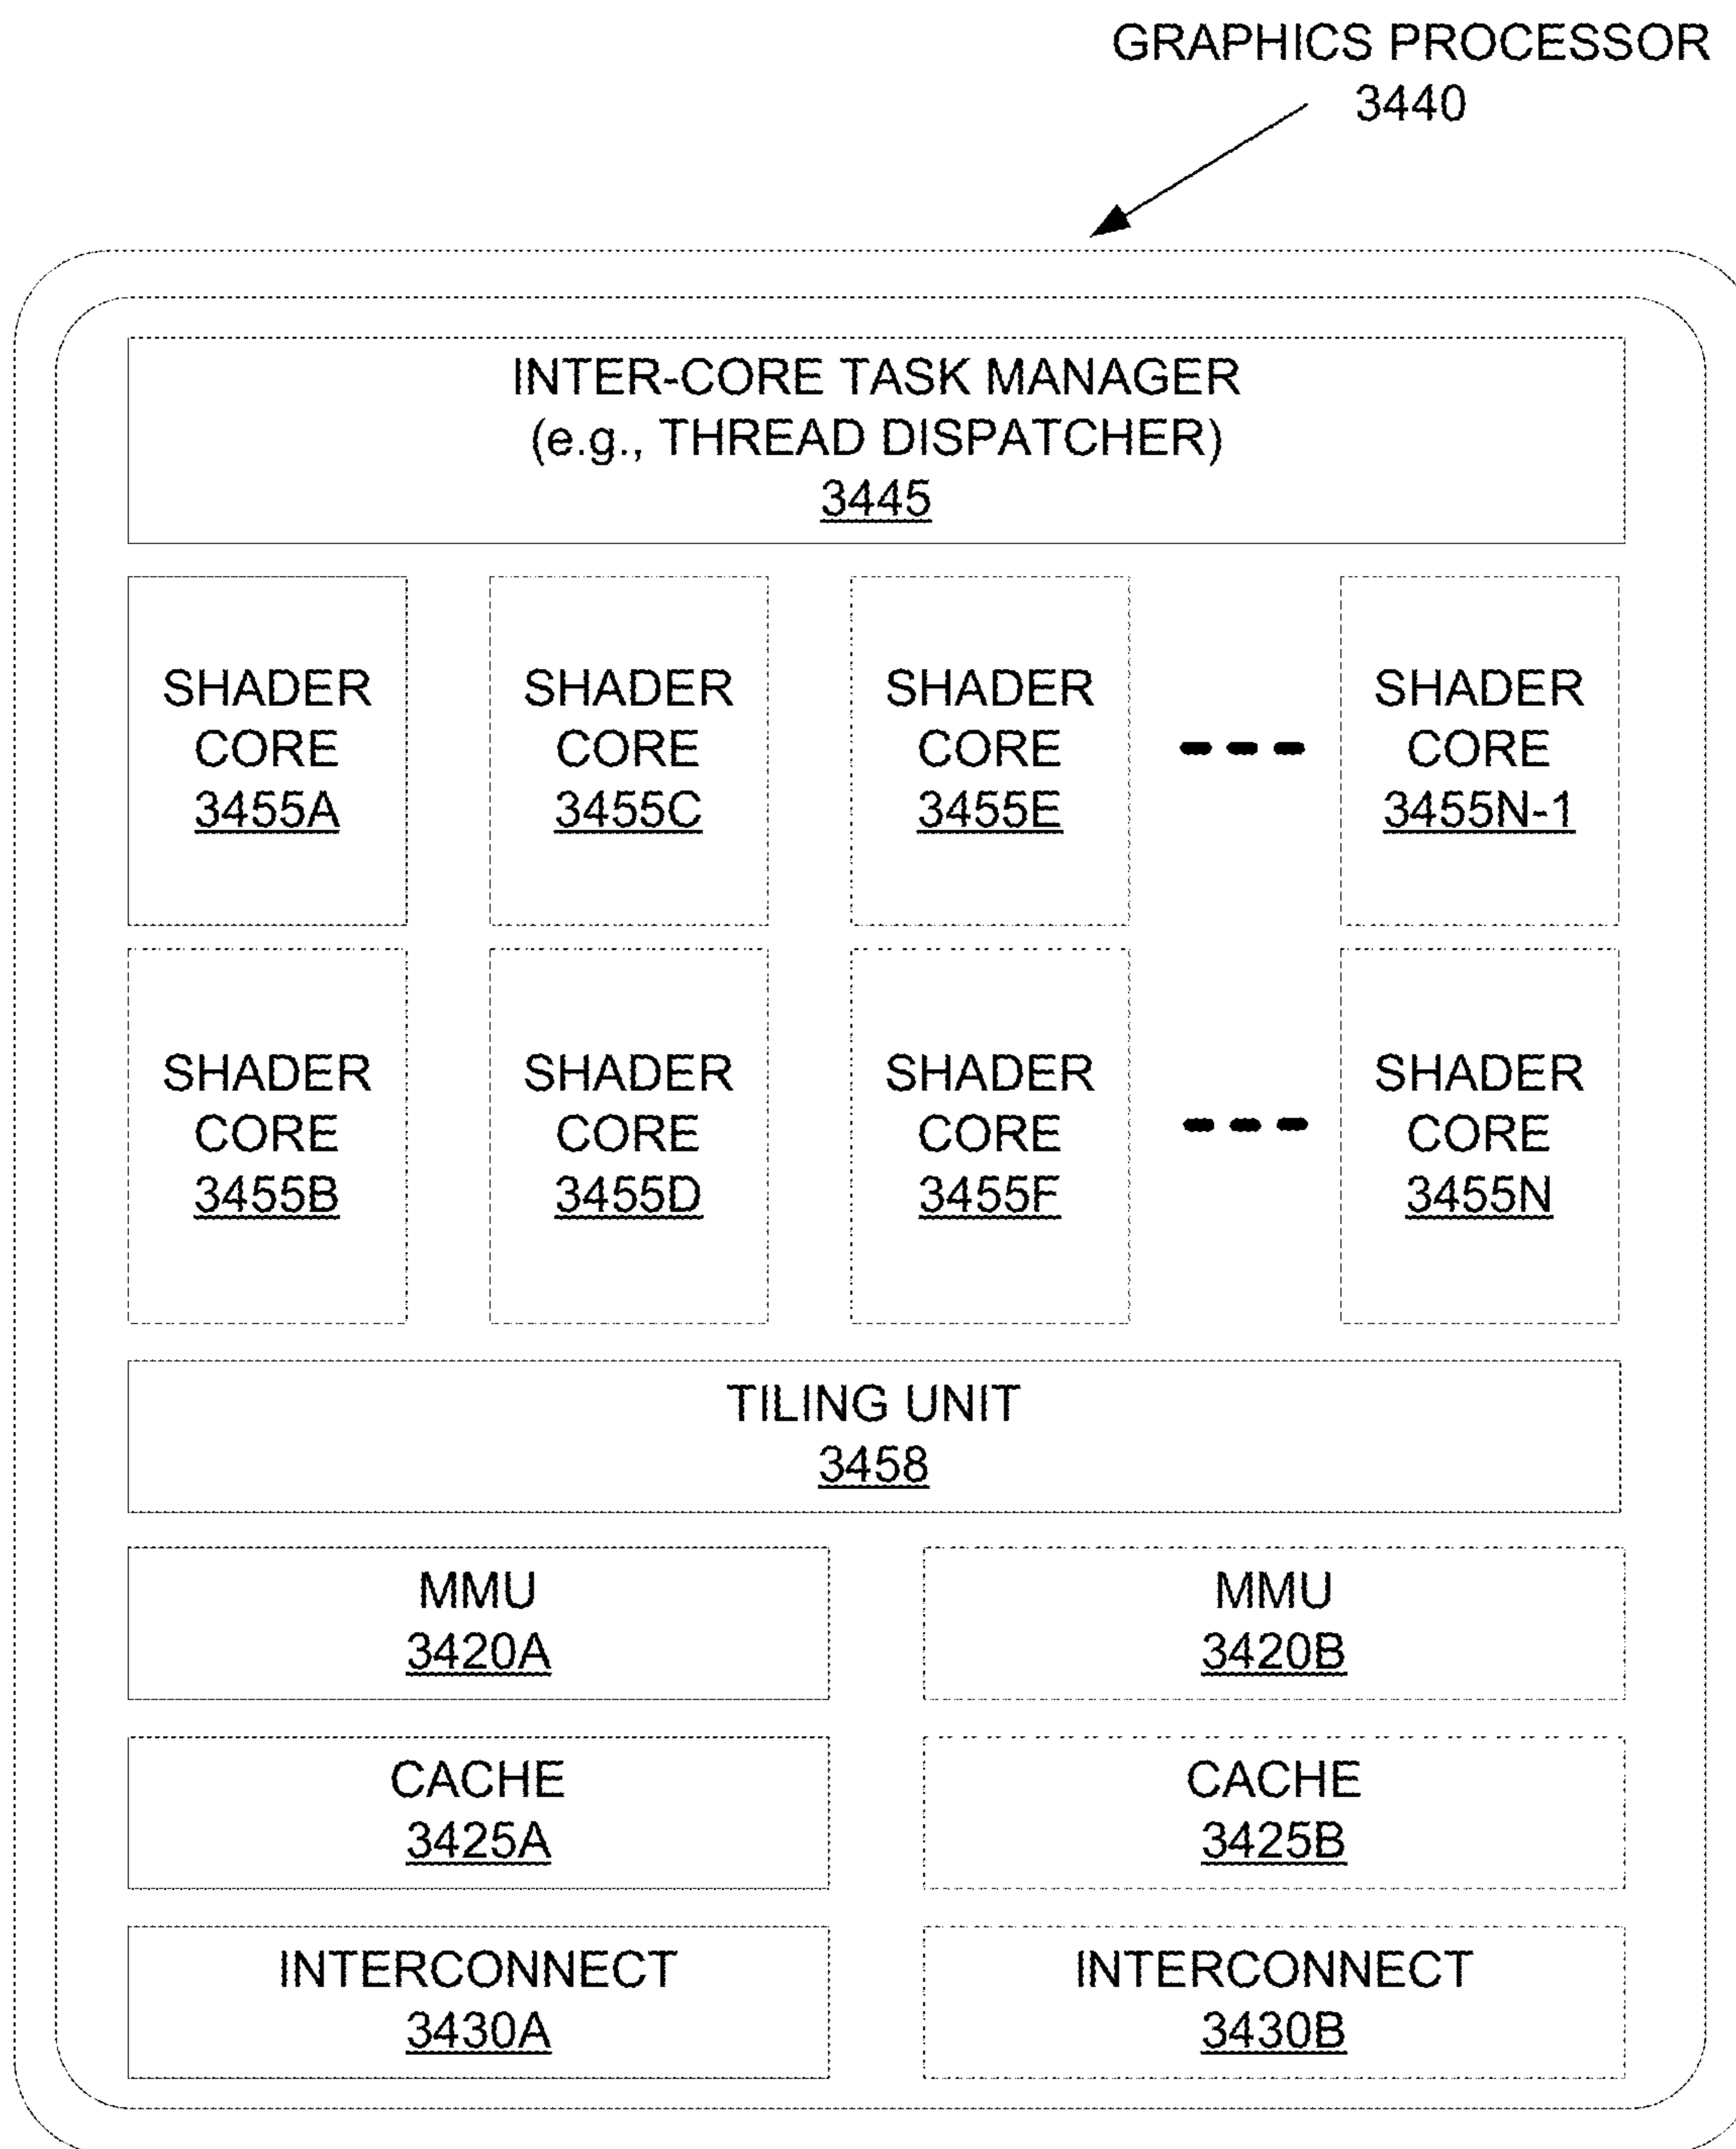 GRAPHICS PROCESSOR
3440
INTER-CORE TASK MANAGER
(e.g., THREAD DISPATCHER)
3445
SHADER
CORE
3455A
SHADER
CORE
3455C
SHADER
CORE
3455E
SHADER
CORE
3455N-1
SHADER
CORE
3455B
SHADER
CORE
3455D
SHADER
CORE
3455F
SHADER
CORE
3455N
TILING UNIT
3458
MMU
3420A
MMU
3420B
CACHE
3425A
CACHE
3425B
INTERCONNECT
3430A
INTERCONNECT
3430B